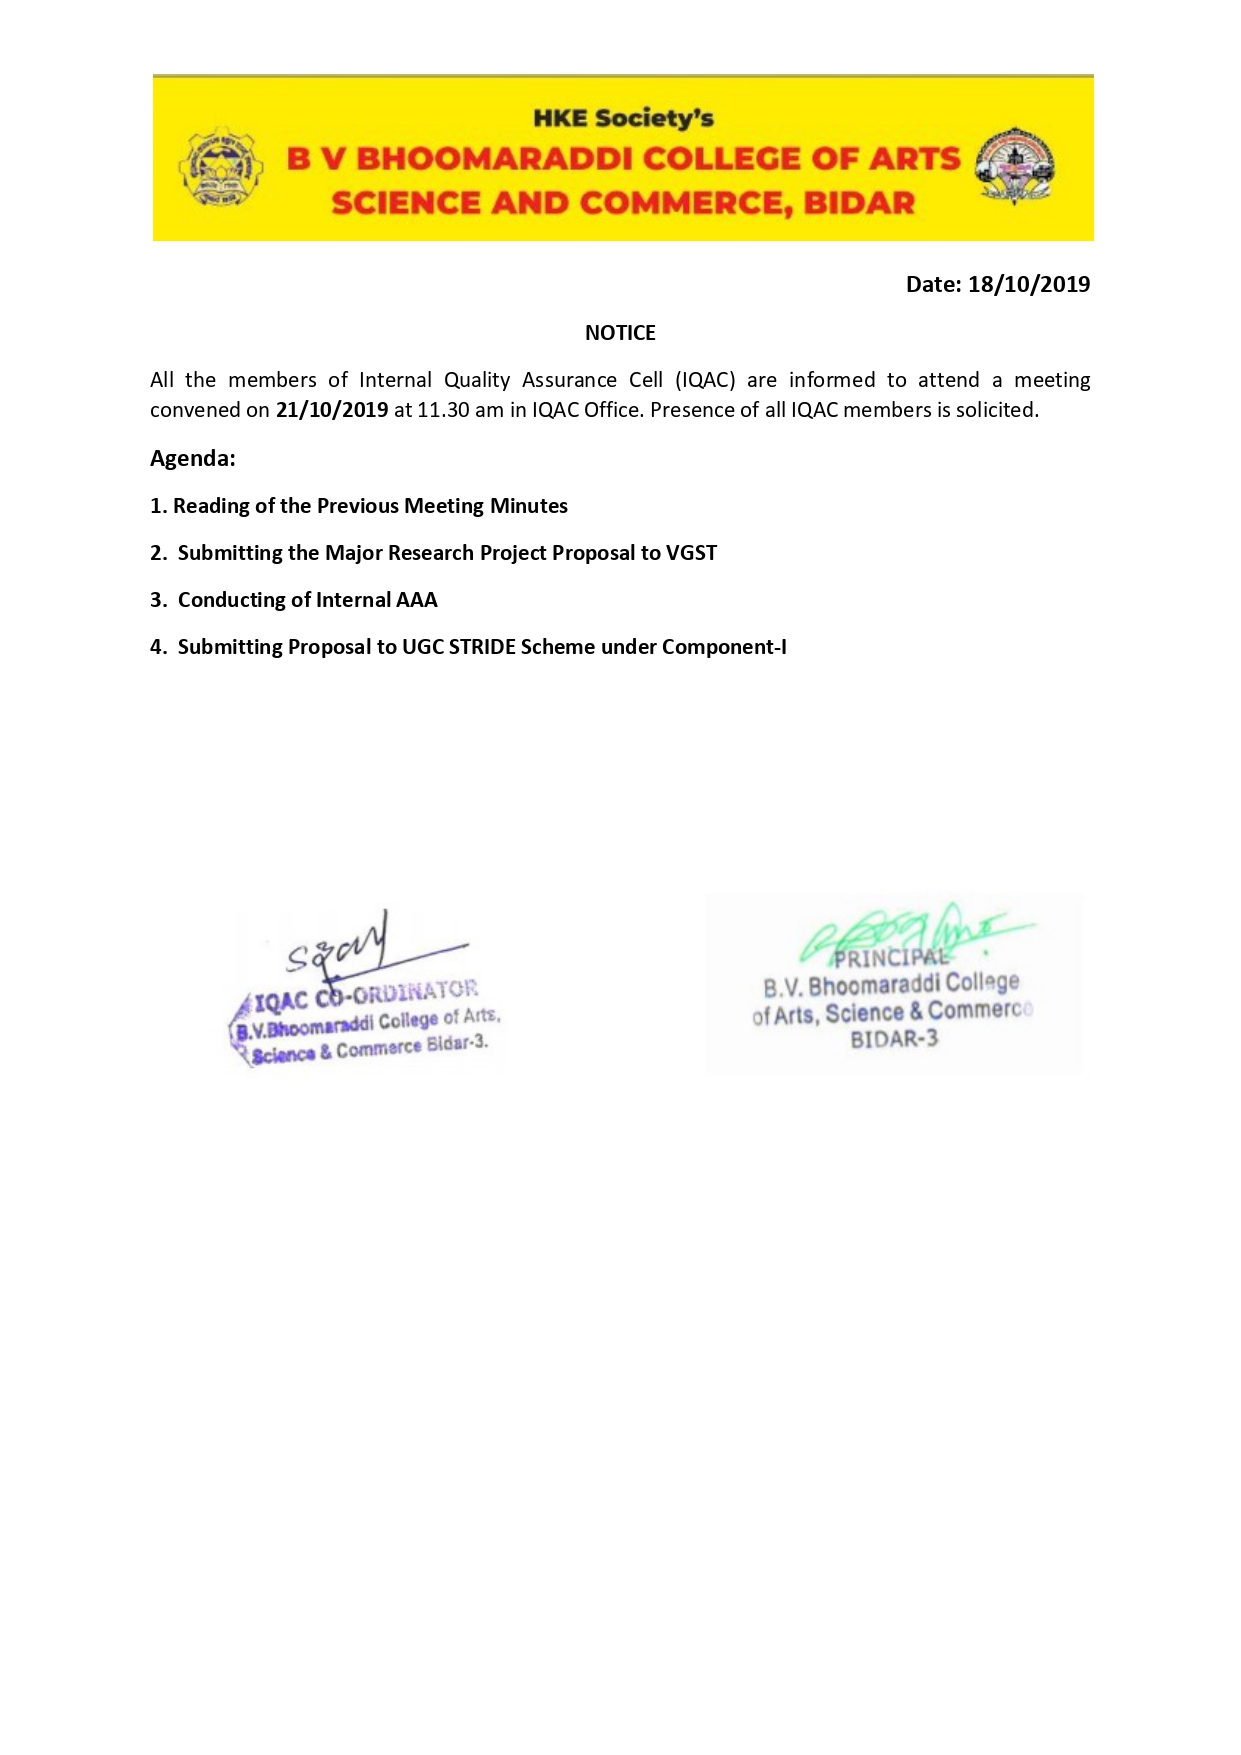 HKE Society's
B V BHOOMARADDI COLLEGE OF ARTS
SCIENCE AND COMMERCE, BIDAR
Date: 18/10/2019
NOTICE
All the members of Internal Quality Assurance Cell (IQAC) are informed to attend a meeting
convened on 21/10/2019 at 11.30 am in IQAC Office. Presence of all IQAC members is solicited.
Agenda:
1. Reading of the Previous Meeting Minutes
2. Submitting the Major Research Project Proposal to VGST
3. Conducting of Internal AAA
4. Submitting Proposal to UGC STRIDE Scheme under Component-I
IQAC CO-ORDINATOR
B.V.Bhoomaraddi College of Arts,
Science & Commerce Bidar-3.
PRINCIPAL
B.V. Bhoomaraddi College
of Arts, Science & Commerce
BIDAR-3